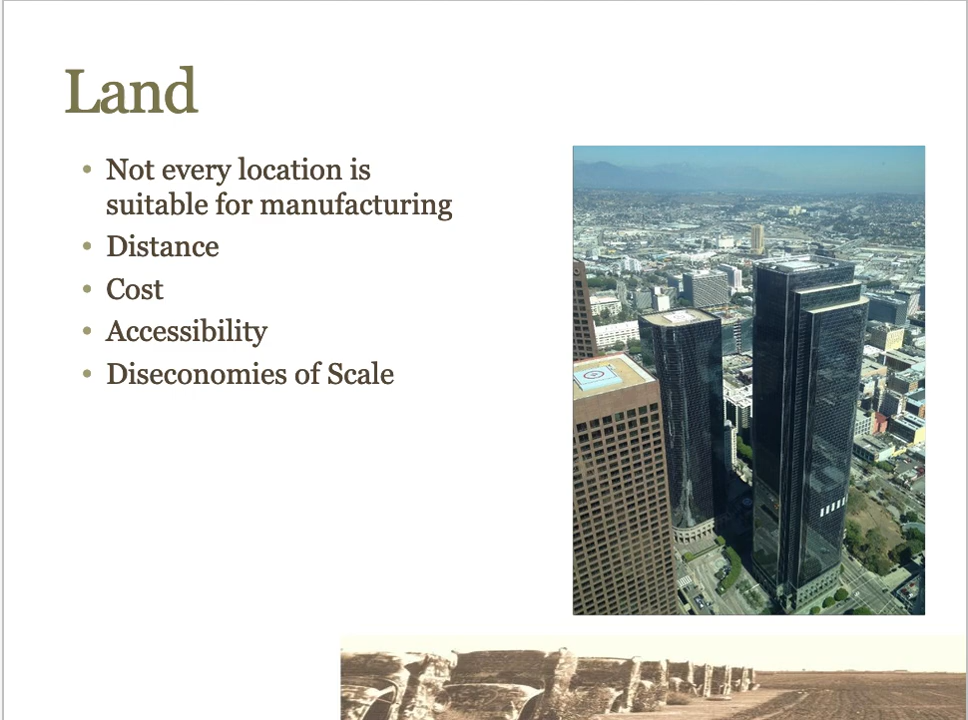 Land
• Not every location is
suitable for manufacturing
• Distance
• Cost
• Accessibility
• Diseconomies of Scale